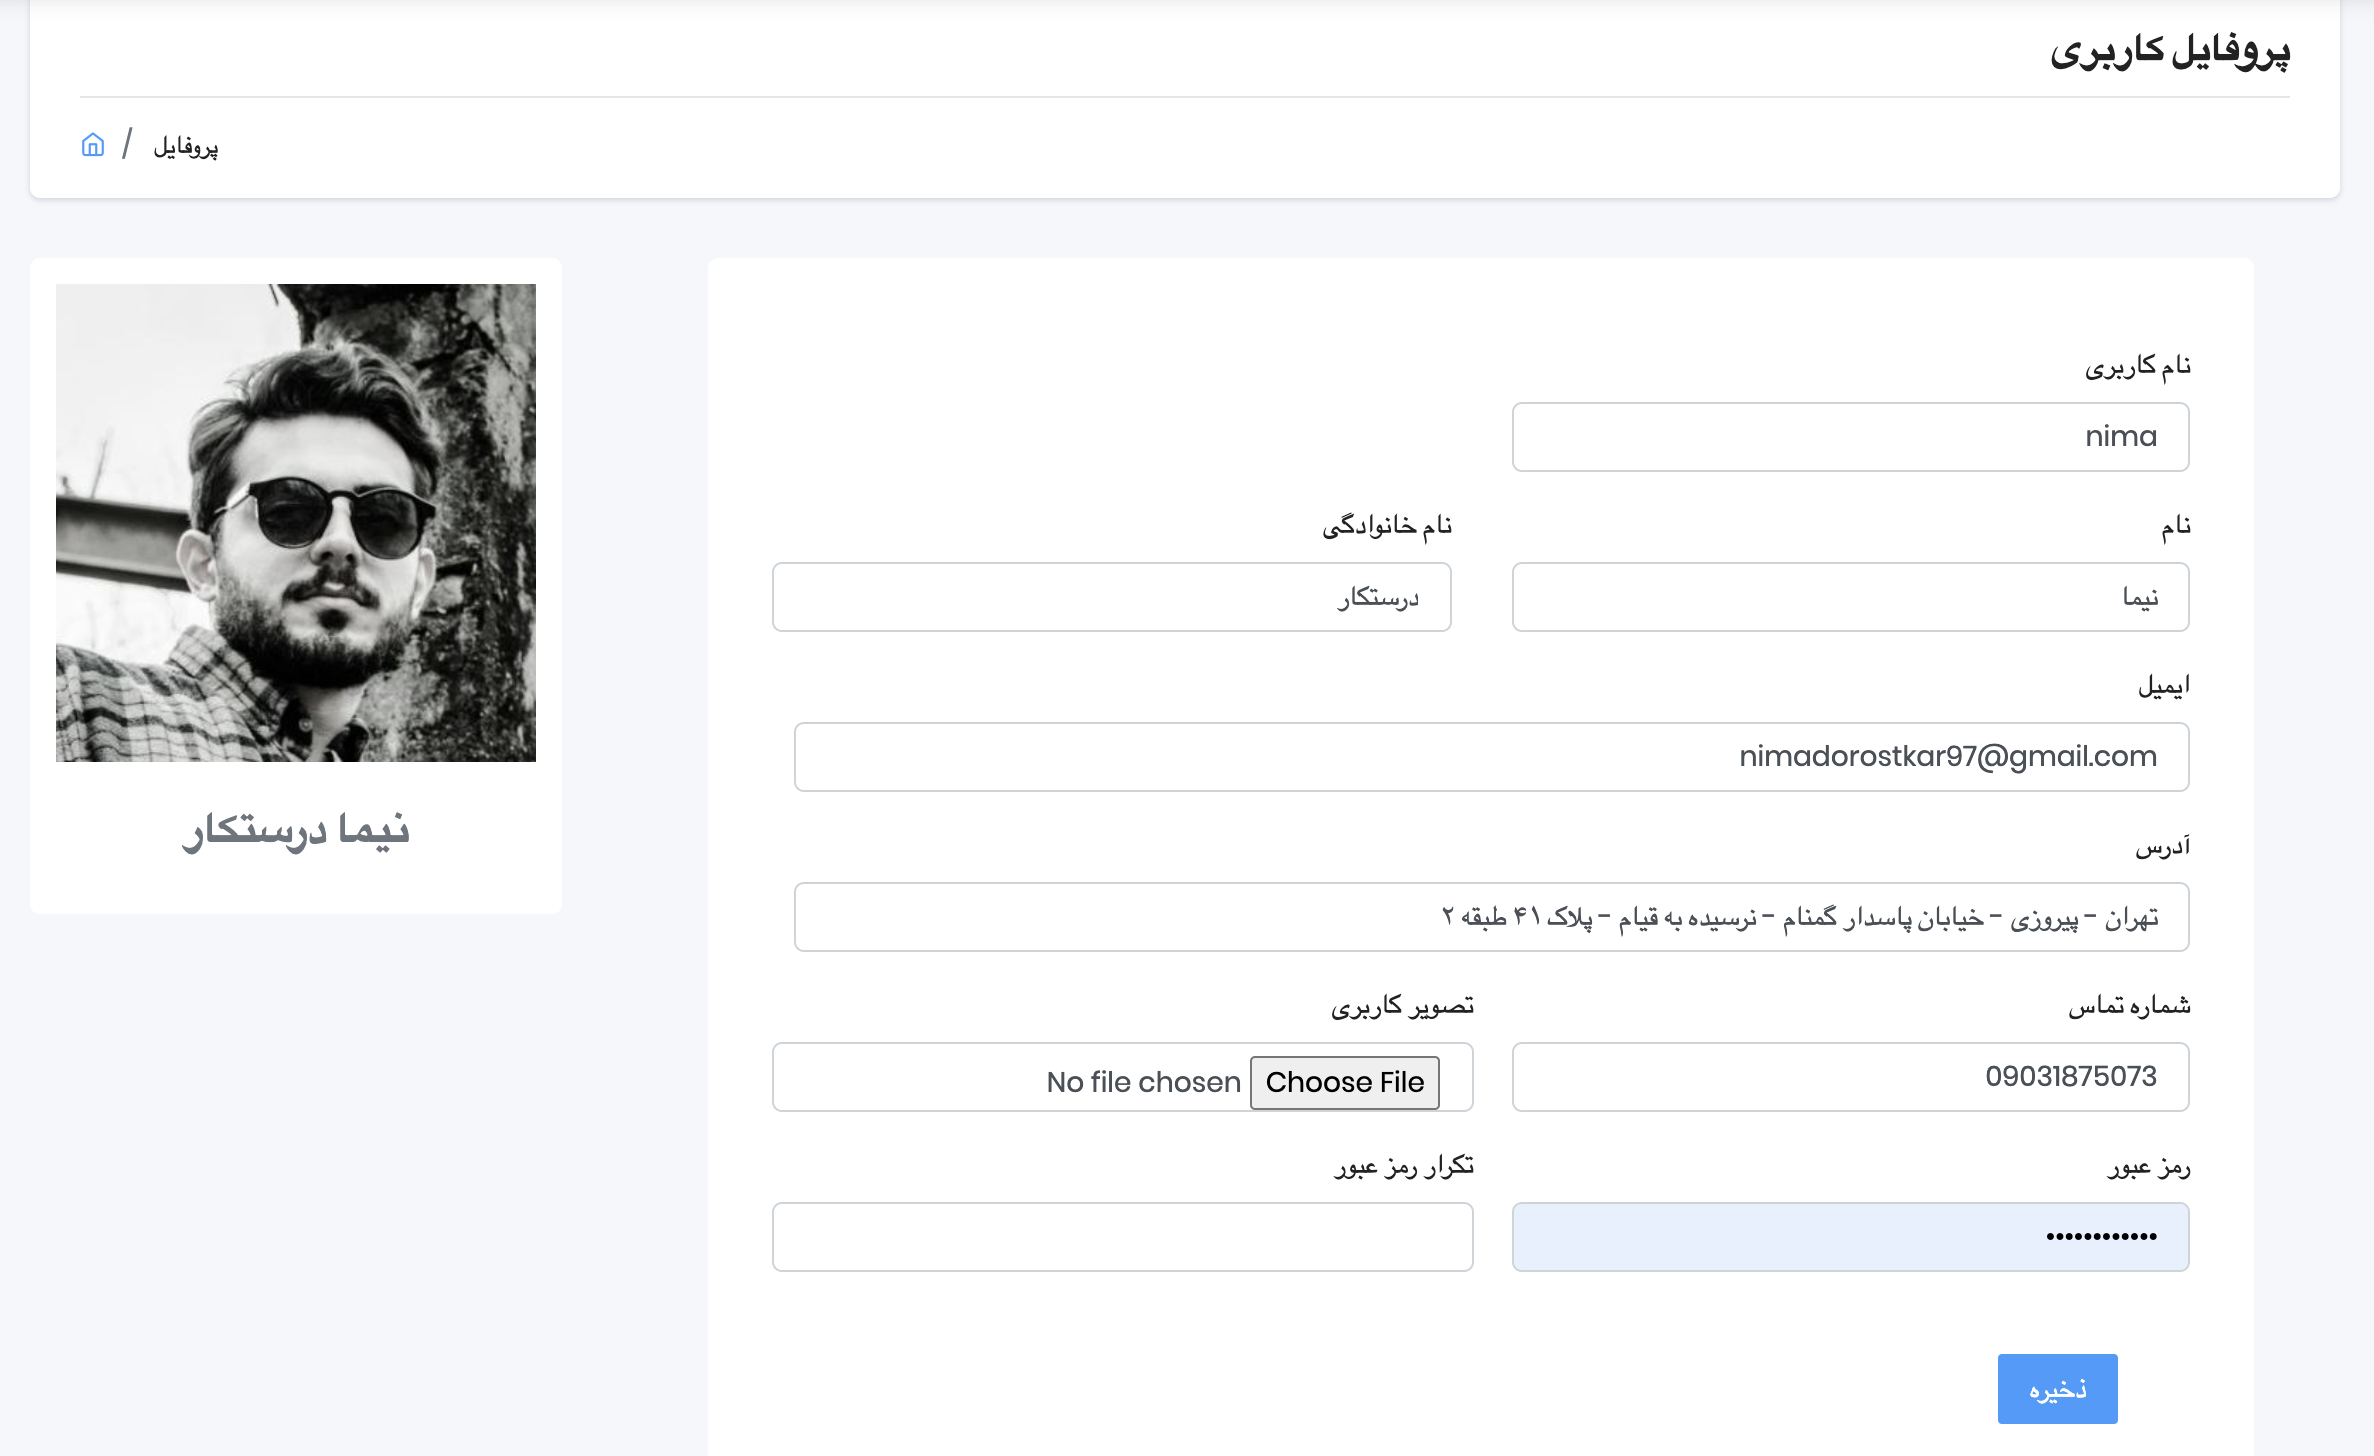 پروفایل کاربری
پروفایل /
نام کاربری
nima
نام
نام خانوادگی
نیما
درستکار
ایمیل
nimadorostkar97@gmail.com
آدرس
تهران - پیروزی - خیابان پاسدار گمنام - نرسیده به قیام - پلاک ۴۱ طبقه ۲
شماره تماس
تصویر کاربری
09031875073
Choose File No file chosen
رمز عبور
تکرار رمز عبور
••••••••••••
ذخیره
نیما درستکار